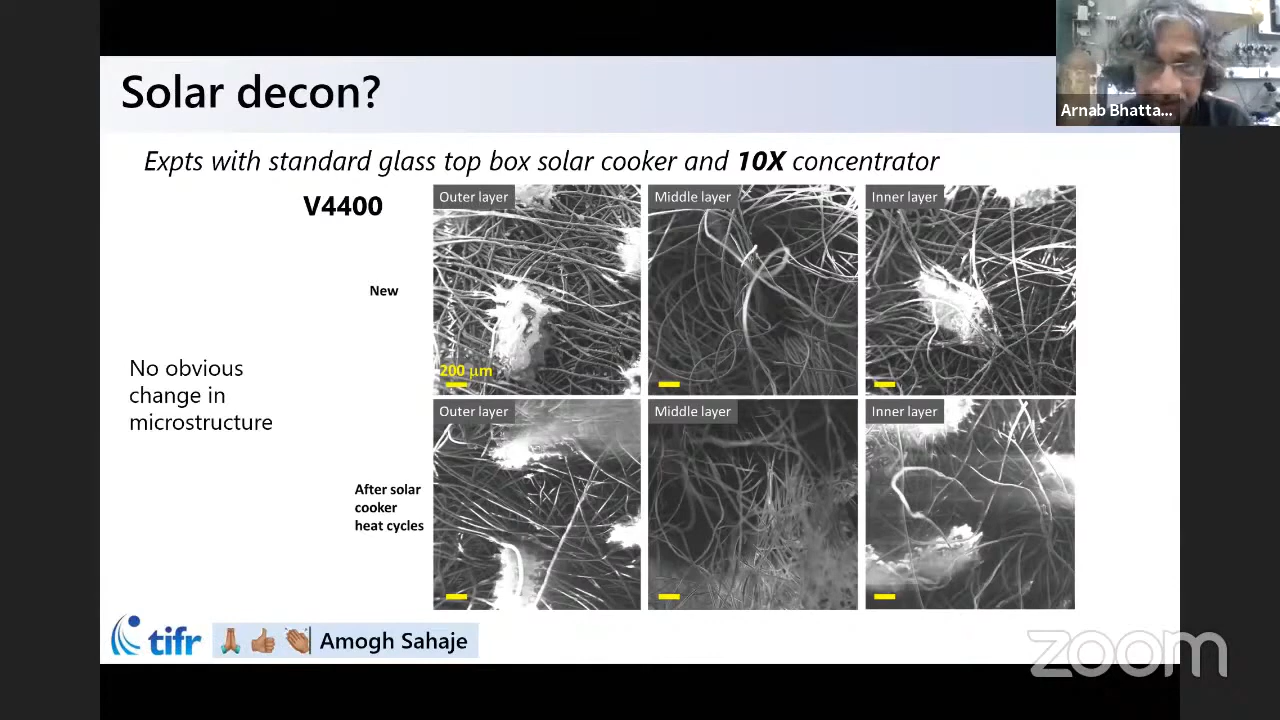 Solar decon?
Arnab Bhatta...
Expts with standard glass top box solar cooker and 10X concentrator
V4400
Outer layer
Middle layer
Inner layer
New
200 μm
No obvious
change in
microstructure
Outer layer
Middle layer
Inner layer
After solar
cooker
heat cycles
tifr
Amogh Sahaje
zoom